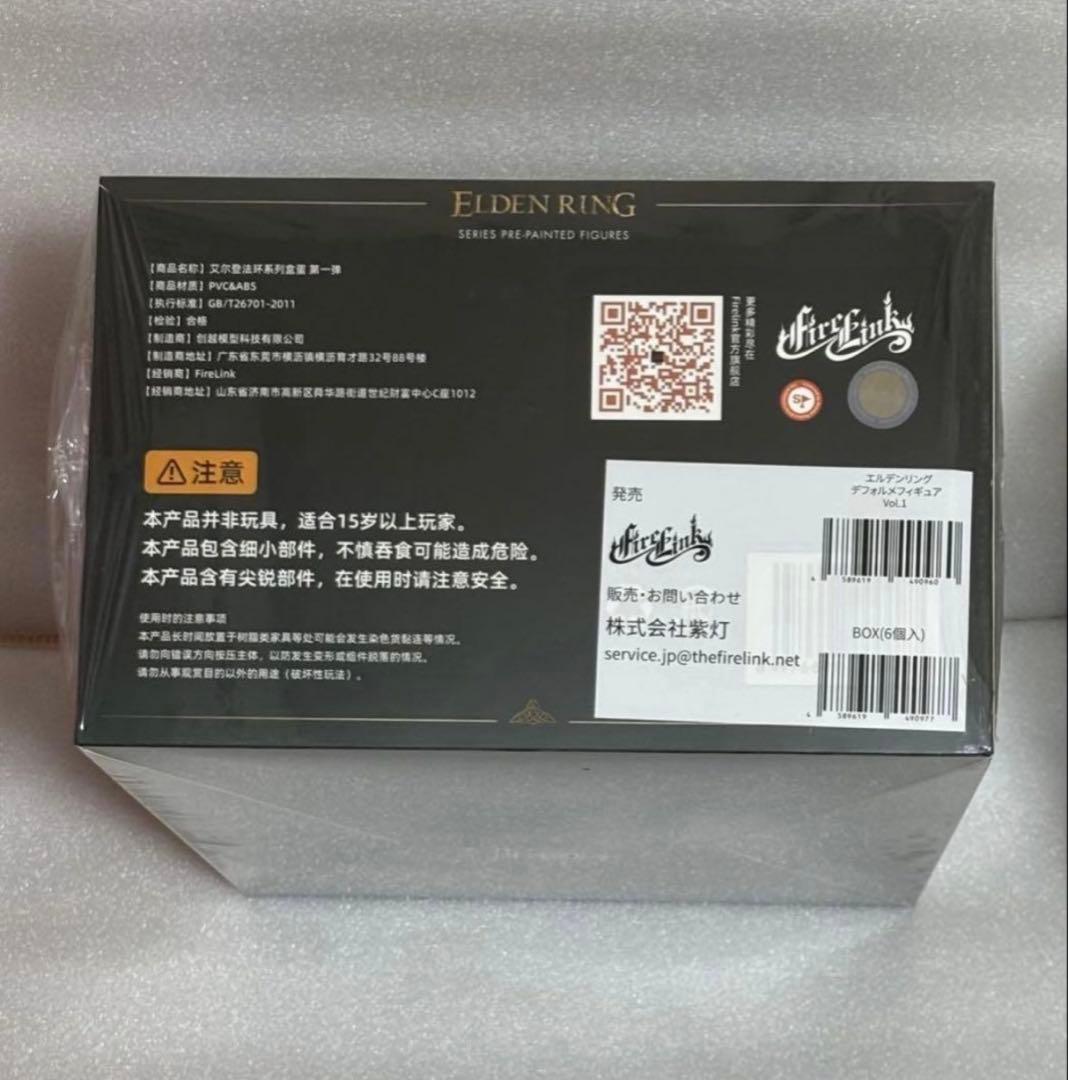 ELDEN RING
SERIES PRE-PAINTED FIGURES
【商品名称】艾尔登法环系列盒蛋 第一弹
【商品材质】PVC&ABS
【执行标准】GB/T26701-2011
【检验】合格
【制造商】创越模型科技有限公司
【制造商地址】广东省东莞市横沥镇横沥育才路32号88号楼
【经销商】FireLink
【经销商地址】山东省济南市高新区舜华路街道世纪财富中心C座1012
更多精彩尽在
Firelink官方旗舰店
FireLink
注意
本产品并非玩具，适合15岁以上玩家。
本产品包含细小部件，不慎吞食可能造成危险。
本产品含有尖锐部件，在使用时请注意安全。
使用时的注意事项
本产品长时间放置于树脂类家具等处可能会发生染色货黏连等情况。
请勿向错误方向按压主体，以防发生变形或组件脱落的情况。
请勿从事观赏目的以外的用途（破坏性玩法）。
発売
FireLink
販売・お問い合わせ
株式会社紫灯
service.jp@thefirelink.net
エルデンリング
デフォルメフィギュア
Vol.1
4 589619 490960
BOX(6個入)
4 589619 490977